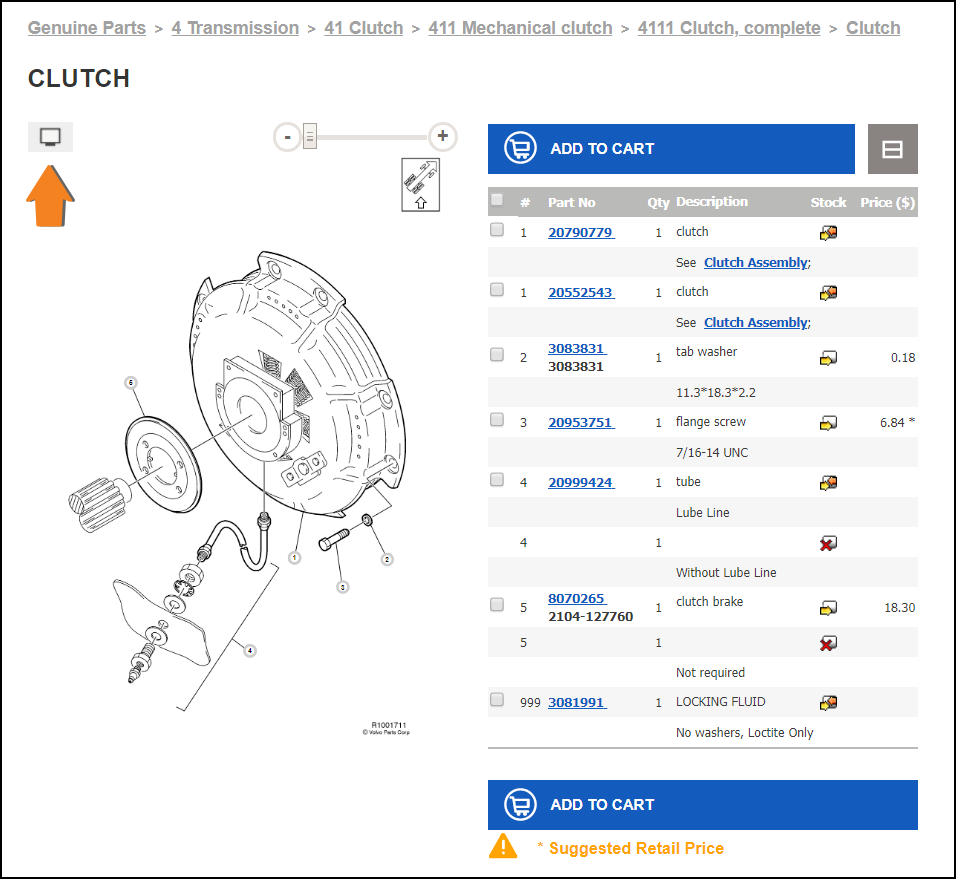 Genuine Parts > 4 Transmission > 41 Clutch > 411 Mechanical clutch > 4111 Clutch, complete > Clutch
CLUTCH
- +
ADD TO CART
# Part No Qty Description Stock Price ($)
1 20790779 1 clutch
See Clutch Assembly;
1 20552543 1 clutch
See Clutch Assembly;
2 3083831 1 tab washer 0.18
3083831
11.3*18.3*2.2
3 20953751 1 flange screw 6.84 *
7/16-14 UNC
4 20999424 1 tube
Lube Line
4 1
Without Lube Line
5 8070265 1 clutch brake 18.30
2104-127760
5 1
Not required
999 3081991 1 LOCKING FLUID
No washers, Loctite Only
5
1
2
3
4
R1001711
© Volvo Parts Corp
ADD TO CART
* Suggested Retail Price